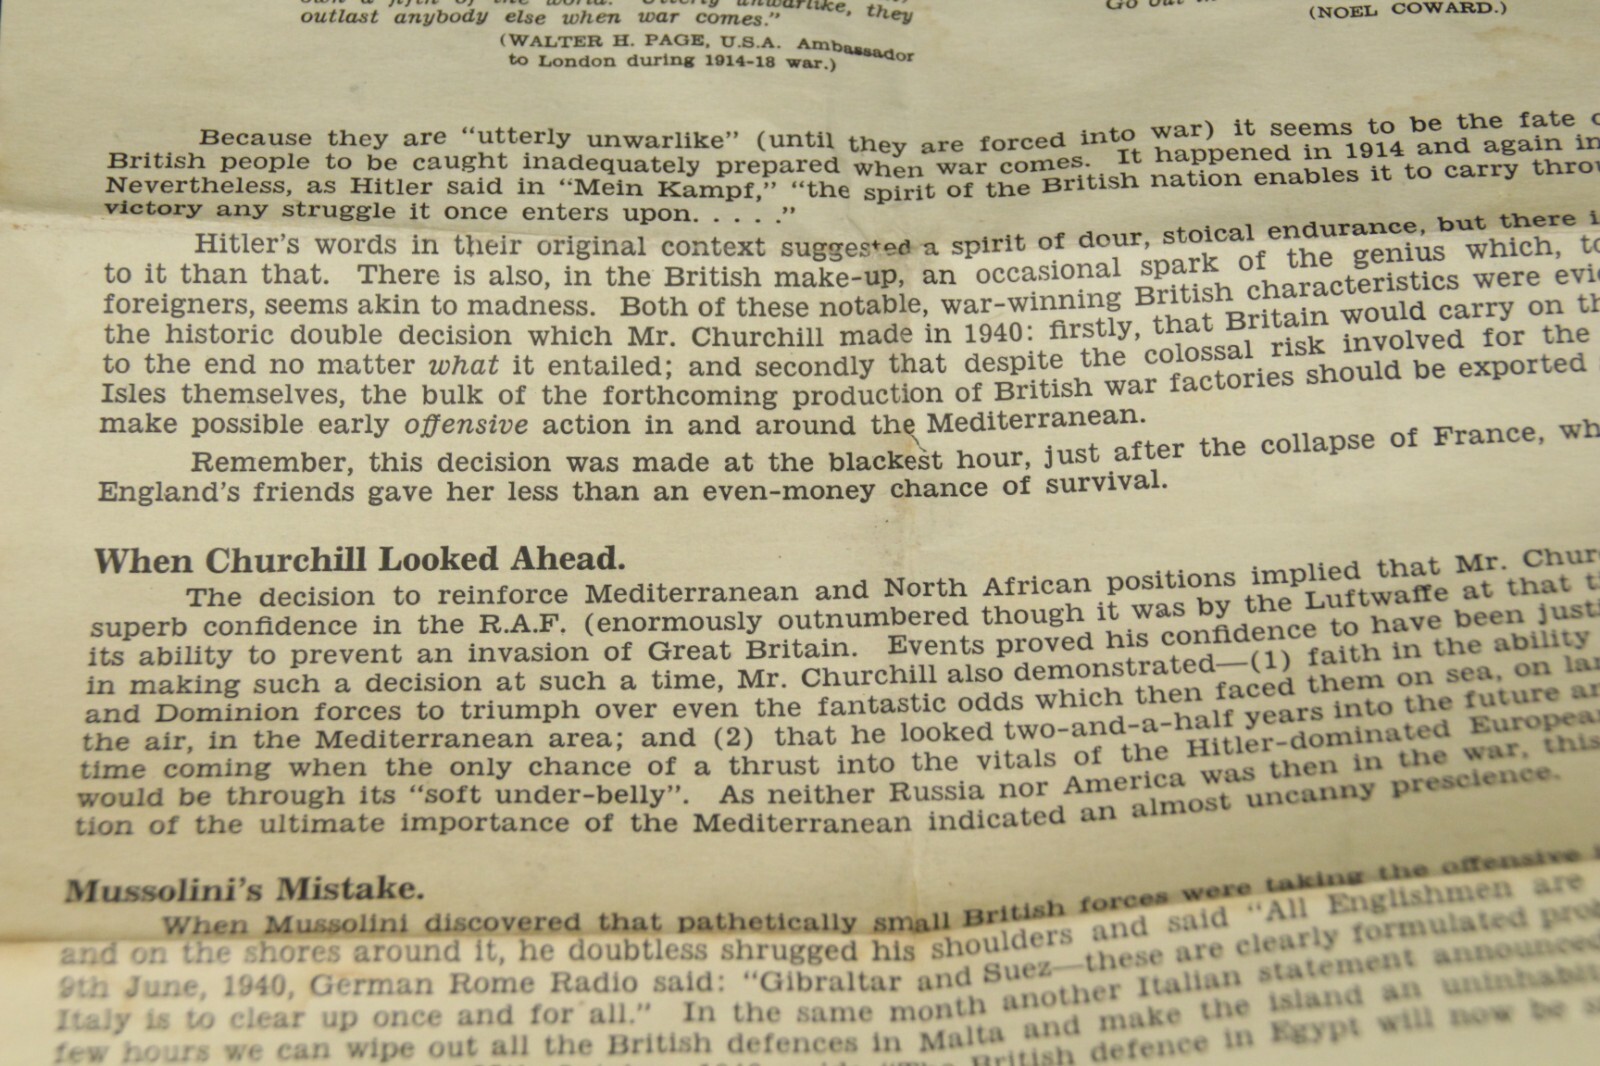 outlast anybody else when war comes."
(NOEL COWARD.)
(WALTER H. PAGE, U.S.A. Ambassador
to London during 1914-18 war.)
Because they are "utterly unwarlike" (until they are forced into war) it seems to be the fate
British people to be caught inadequately prepared when war comes. It happened in 1914 and again in
Nevertheless, as Hitler said in "Mein Kampf," "the spirit of the British nation enables it to carry
victory any struggle it once enters upon. . . . ."
Hitler's words in their original context suggested a spirit of dour, stoical endurance, but there
to it than that. There is also, in the British make-up, an occasional spark of the genius which,
foreigners, seems akin to madness. Both of these notable, war-winning British characteristics were
the historic double decision which Mr. Churchill made in 1940: firstly, that Britain would carry on
to the end no matter what it entailed; and secondly that despite the colossal risk involved for the
Isles themselves, the bulk of the forthcoming production of British war factories should be exported
make possible early offensive action in and around the Mediterranean.
Remember, this decision was made at the blackest hour, just after the collapse of France,
England's friends gave her less than an even-money chance of survival.
When Churchill Looked Ahead.
The decision to reinforce Mediterranean and North African positions implied that Mr.
superb confidence in the R.A.F. (enormously outnumbered though it was by the Luftwaffe at that
its ability to prevent an invasion of Great Britain. Events proved his confidence to have been
in making such a decision at such a time, Mr. Churchill also demonstrated—(1) faith in the ability
and Dominion forces to triumph over even the fantastic odds which then faced them on sea, on
the air, in the Mediterranean area; and (2) that he looked two-and-a-half years into the future
time coming when the only chance of a thrust into the vitals of the Hitler-dominated
would be through its "soft under-belly". As neither Russia nor America was then in the war, this
tion of the ultimate importance of the Mediterranean indicated an almost uncanny prescience.
Mussolini's Mistake.
When Mussolini discovered that pathetically small British forces were taking the offensive
and on the shores around it, he doubtless shrugged his shoulders and said "All Englishmen are
9th June, 1940, German Rome Radio said: "Gibraltar and Suez—these are clearly formulated
Italy is to clear up once and for all." In the same month another Italian statement announced
few hours we can wipe out all the British defences in Malta and make the island an
British defence in Egypt will now be